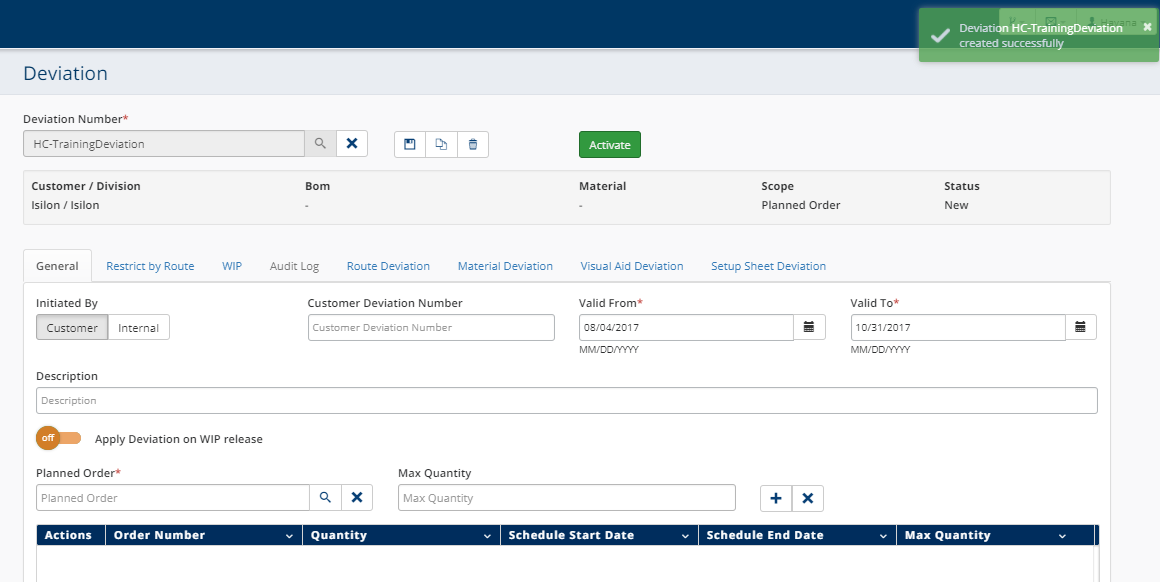 Havana
Deviation HC-TrainingDeviation
created successfully
Deviation
Deviation Number*
HC-TrainingDeviation
Activate
Customer / Division Bom Material Scope Status
Isilon / Isilon - - Planned Order New
General Restrict by Route WIP Audit Log Route Deviation Material Deviation Visual Aid Deviation Setup Sheet Deviation
Initiated By Customer Deviation Number Valid From* Valid To*
Customer Internal Customer Deviation Number 08/04/2017 10/31/2017
MM/DD/YYYY MM/DD/YYYY
Description
Description
off Apply Deviation on WIP release
Planned Order* Max Quantity
Planned Order Max Quantity
Actions Order Number Quantity Schedule Start Date Schedule End Date Max Quantity